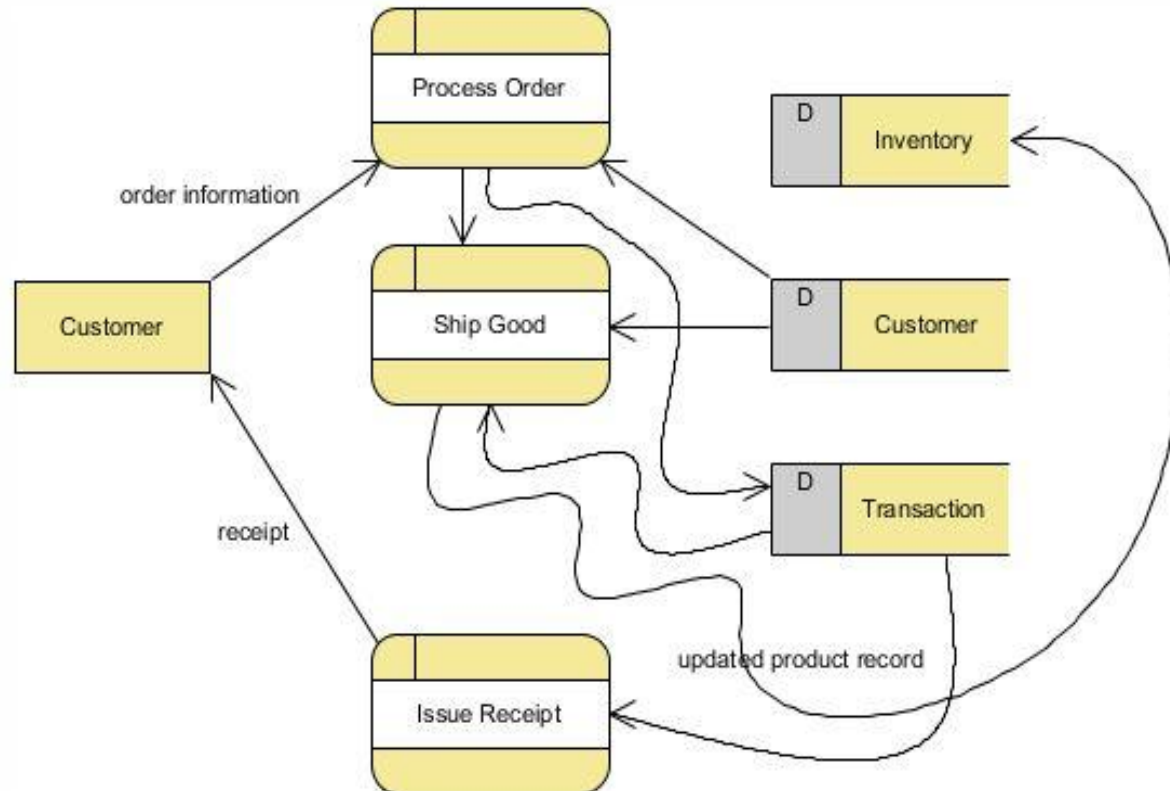 Process Order
D
Inventory
order information
Customer
Ship Good
D
Customer
D
Transaction
receipt
updated product record
Issue Receipt